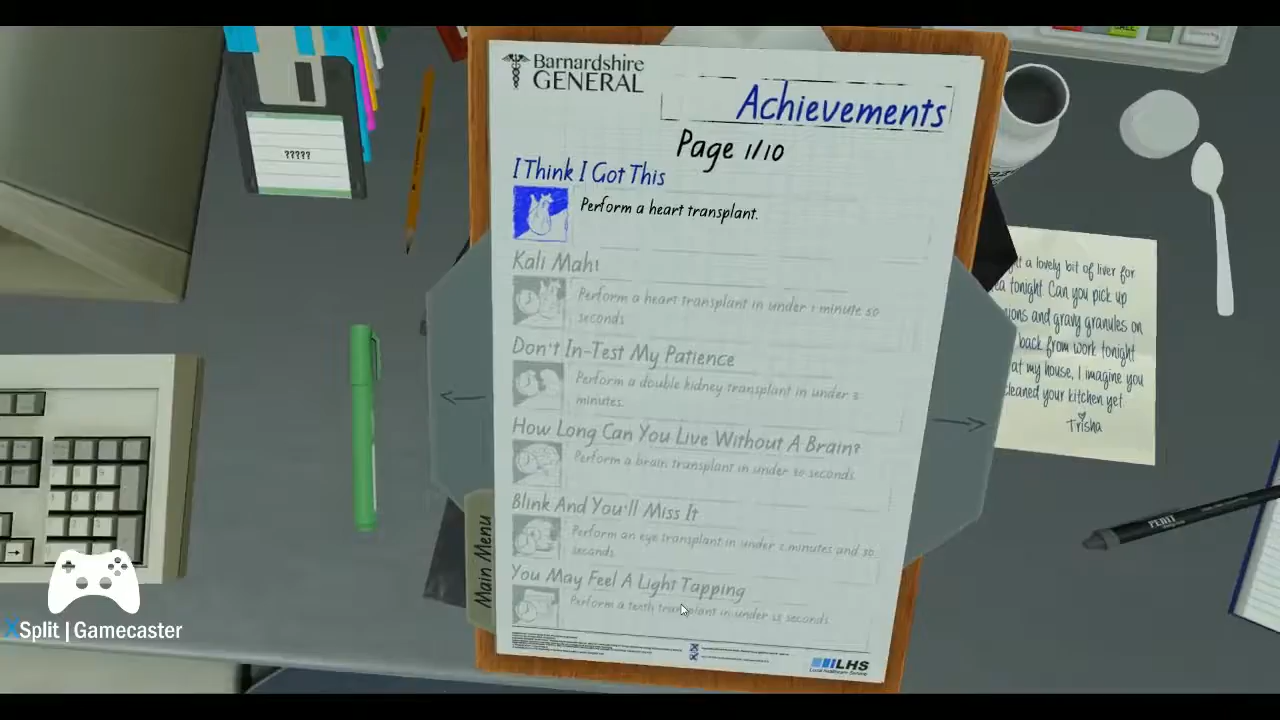 Barnardshire
GENERAL
Achievements
Page 1/10
I Think I Got This
Perform a heart transplant.
Kali Mah!
Perform a heart transplant in under 1 minute 50
seconds
Don't In-Test My Patience
Perform a double kidney transplant in under 3
minutes.
How Long Can You Live Without A Brain?
Perform a brain transplant in under 30 seconds
Blink And You'll Miss It
Perform an eye transplant in under 2 minutes and 30
seconds
You May Feel A Light Tapping
Perform a teeth transplant in under 25 seconds
LHS
Main Menu
?????
a lovely bit of liver for
tonight. Can you pick up
and gravy granules on
back from work tonight
at my house, I imagine you
cleaned your kitchen yet.
Trisha
XSplit | Gamecaster